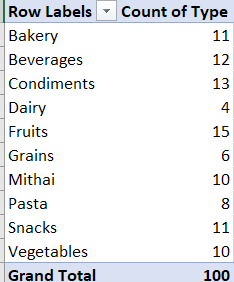 Row Labels Count of Type
Bakery 11
Beverages 12
Condiments 13
Dairy 4
Fruits 15
Grains 6
Mithai 10
Pasta 8
Snacks 11
Vegetables 10
Grand Total 100